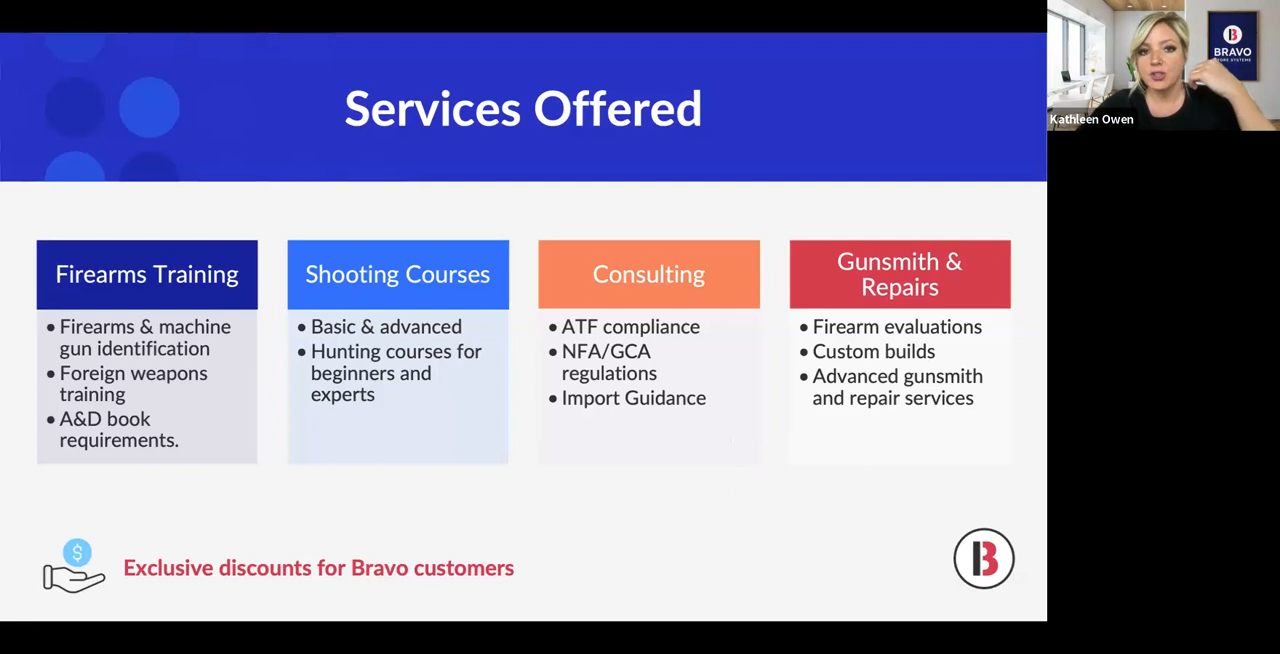 Services Offered
Firearms Training
• Firearms & machine
gun identification
• Foreign weapons
training
• A&D book
requirements.
Shooting Courses
• Basic & advanced
• Hunting courses for
beginners and
experts
Consulting
• ATF compliance
• NFA/GCA
regulations
• Import Guidance
Gunsmith &
Repairs
• Firearm evaluations
• Custom builds
• Advanced gunsmith
and repair services
$
Exclusive discounts for Bravo customers
B
B
BRAVO
STORE SYSTEMS
Kathleen Owen